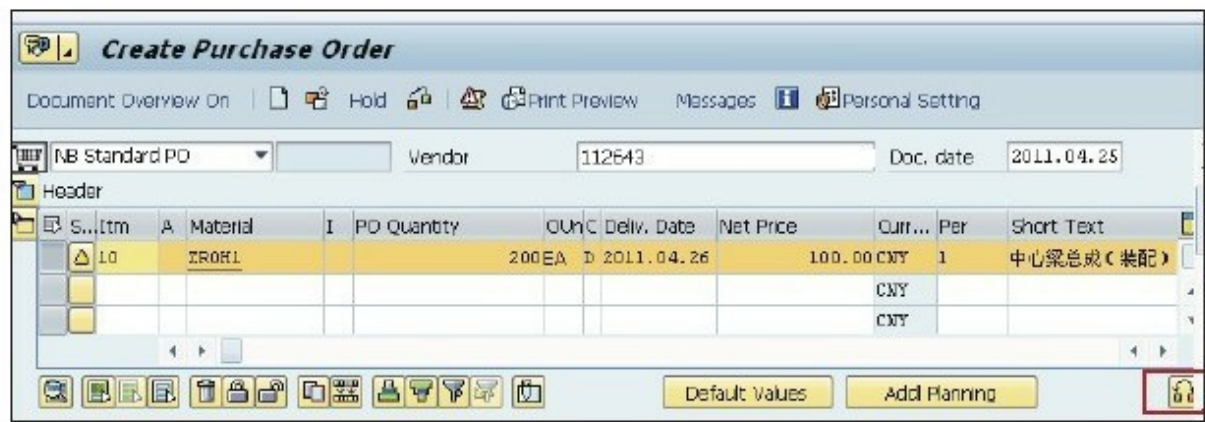 Create Purchase Order
Document Overview On Hold Print Preview Messages Personal Setting
NB Standard PO Vendor 112643 Doc. date 2011.04.25
Header
S... Itm A Material I PO Quantity OUn C Deliv. Date Net Price Curr... Per Short Text
10 ZROH1 200 EA D 2011.04.26 100.00 CNY 1 中心梁总成(装配)
CNY
CNY
Default Values Addl Planning